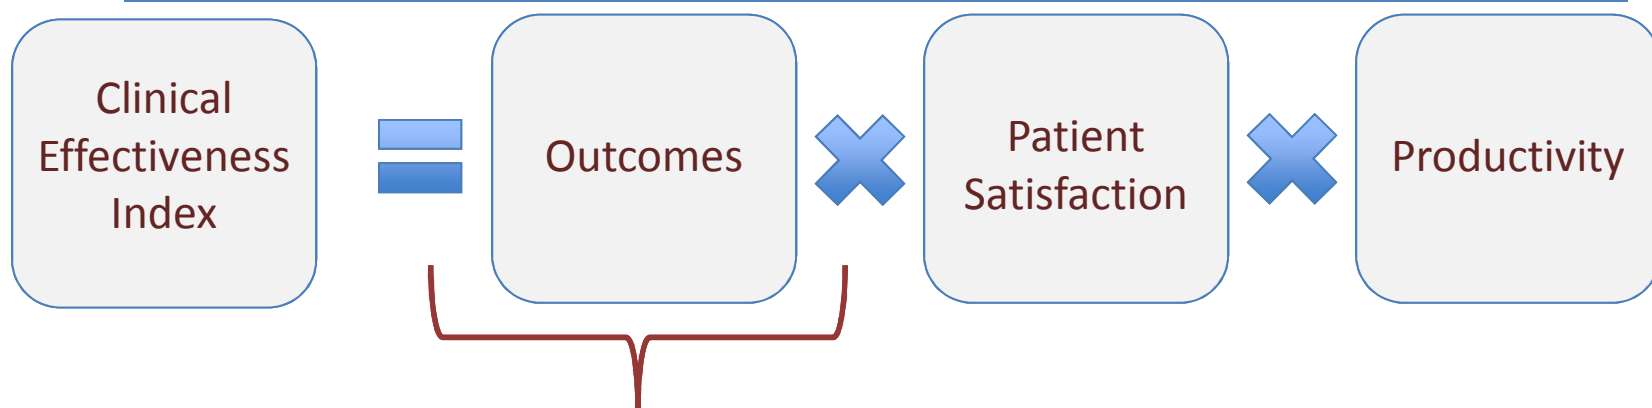 Clinical
Effectiveness
Index
Outcomes
Patient
Satisfaction
Productivity